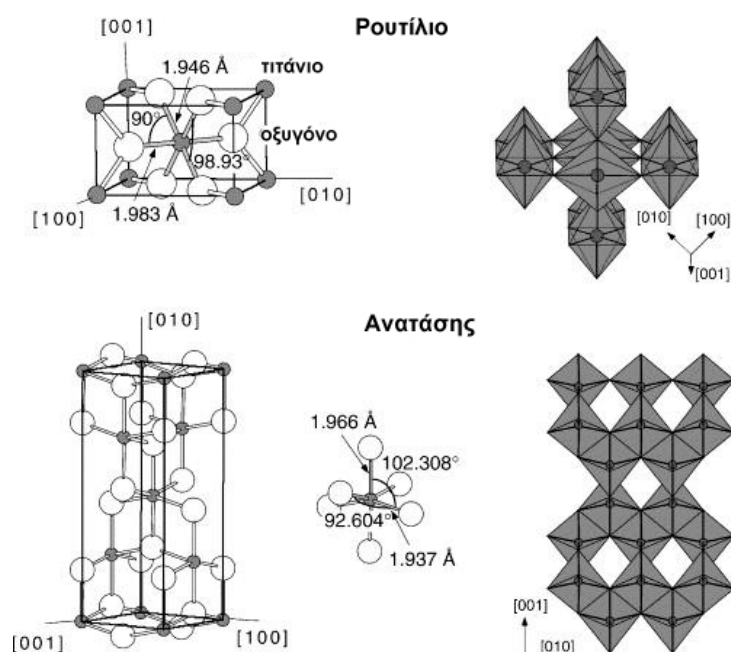 Ρουτίλιο
[001]
1.946 Å
τιτάνιο
90°
οξυγόνο
98.93°
[010]
[100]
1.983 Å
[010]
[100]
[001]
Ανατάσης
[010]
1.966 Å
102.308°
92.604°
1.937 Å
[001]
[100]
[001]
[010]